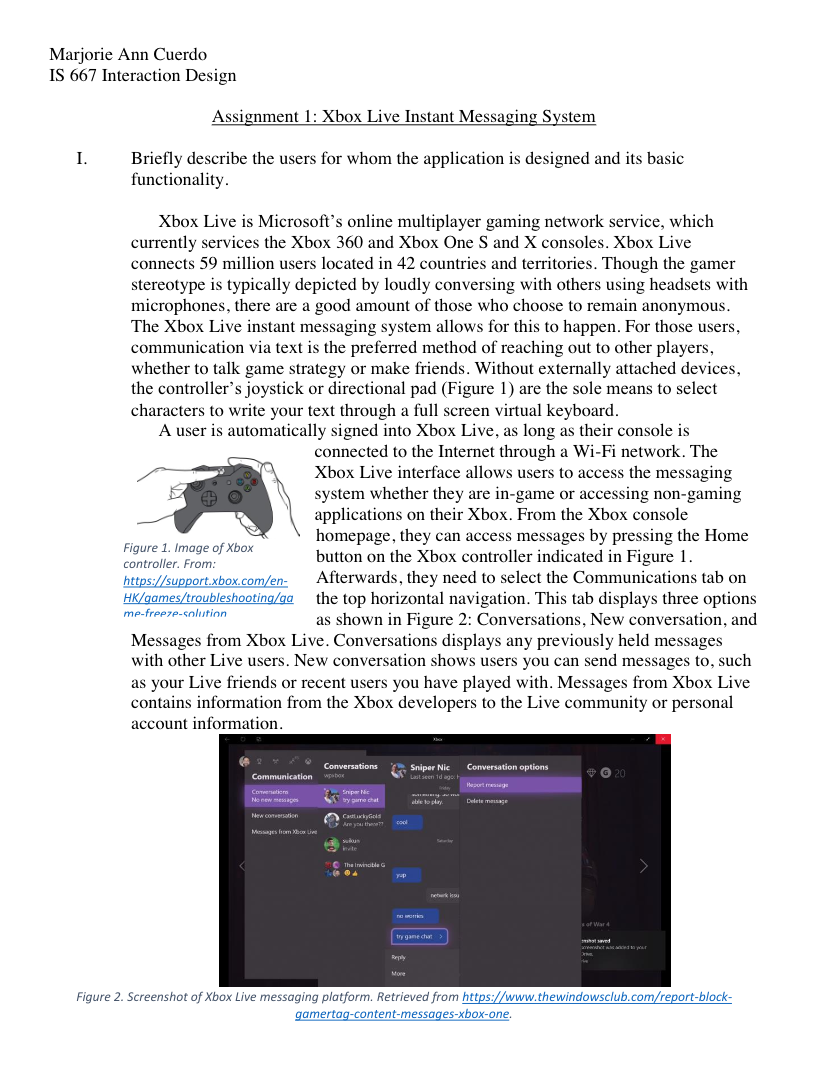 Marjorie Ann Cuerdo
IS 667 Interaction Design
Assignment 1: Xbox Live Instant Messaging System
I. Briefly describe the users for whom the application is designed and its basic
functionality.
Xbox Live is Microsoft’s online multiplayer gaming network service, which
currently services the Xbox 360 and Xbox One S and X consoles. Xbox Live
connects 59 million users located in 42 countries and territories. Though the gamer
stereotype is typically depicted by loudly conversing with others using headsets with
microphones, there are a good amount of those who choose to remain anonymous.
The Xbox Live instant messaging system allows for this to happen. For those users,
communication via text is the preferred method of reaching out to other players,
whether to talk game strategy or make friends. Without externally attached devices,
the controller’s joystick or directional pad (Figure 1) are the sole means to select
characters to write your text through a full screen virtual keyboard.
A user is automatically signed into Xbox Live, as long as their console is
connected to the Internet through a Wi-Fi network. The
Xbox Live interface allows users to access the messaging
system whether they are in-game or accessing non-gaming
applications on their Xbox. From the Xbox console
homepage, they can access messages by pressing the Home
button on the Xbox controller indicated in Figure 1.
Afterwards, they need to select the Communications tab on
the top horizontal navigation. This tab displays three options
as shown in Figure 2: Conversations, New conversation, and
Figure 1. Image of Xbox
controller. From:
https://support.xbox.com/en-
HK/games/troubleshooting/ga
me-freeze-solution
Messages from Xbox Live. Conversations displays any previously held messages
with other Live users. New conversation shows users you can send messages to, such
as your Live friends or recent users you have played with. Messages from Xbox Live
contains information from the Xbox developers to the Live community or personal
account information.
Xbox
Communication
Conversations
No new messages
New conversation
Messages from Xbox Live
Conversations
wpxbox
Sniper Nic
try game chat
CastLuckyGold
Are you there??
suikun
invite
The Invincible G
Sniper Nic
Last seen 1d ago:
able to play.
cool
Saturday
yup
netwrk issu
no worries
try game chat
Reply
More
Conversation options
Report message
Delete message
G 20
s of War 4
enshot saved
creenshot was added to your
Drive.
Figure 2. Screenshot of Xbox Live messaging platform. Retrieved from https://www.thewindowsclub.com/report-block-
gamertag-content-messages-xbox-one.